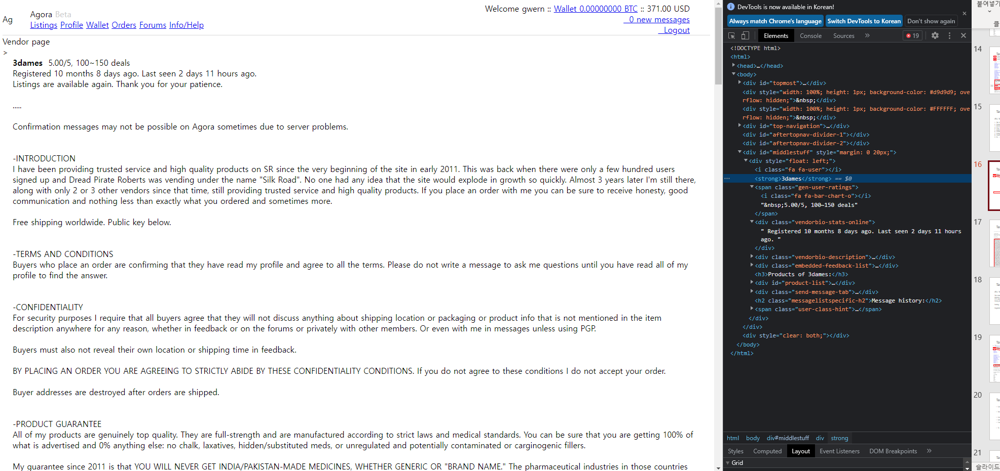 Ag
Agora Beta
Listings Profile Wallet Orders Forums Info/Help
Welcome gwern :: Wallet 0.00000000 BTC :: 371.00 USD
0 new messages
Logout
Vendor page
>
3dames 5.00/5, 100~150 deals
Registered 10 months 8 days ago. Last seen 2 days 11 hours ago.
Listings are available again. Thank you for your patience.
.....
Confirmation messages may not be possible on Agora sometimes due to server problems.
-INTRODUCTION
I have been providing trusted service and high quality products on SR since the very beginning of the site in early 2011. This was back when there were only a few hundred users
signed up and Dread Pirate Roberts was vending under the name "Silk Road". No one had any idea that the site would explode in growth so quickly. Almost 3 years later I'm still there,
along with only 2 or 3 other vendors since that time, still providing trusted service and high quality products. If you place an order with me you can be sure to receive honesty, good
communication and nothing less than exactly what you ordered and sometimes more.
Free shipping worldwide. Public key below.
-TERMS AND CONDITIONS
Buyers who place an order are confirming that they have read my profile and agree to all the terms. Please do not write a message to ask me questions until you have read all of my
profile to find the answer.
-CONFIDENTIALITY
For security purposes I require that all buyers agree that they will not discuss anything about shipping location or packaging or product info that is not mentioned in the item
description anywhere for any reason, whether in feedback or on the forums or privately with other members. Or even with me in messages unless using PGP.
Buyers must also not reveal their own location or shipping time in feedback.
BY PLACING AN ORDER YOU ARE AGREEING TO STRICTLY ABIDE BY THESE CONFIDENTIALITY CONDITIONS. If you do not agree to these conditions I do not accept your order.
Buyer addresses are destroyed after orders are shipped.
-PRODUCT GUARANTEE
All of my products are genuinely top quality. They are full-strength and are manufactured according to strict laws and medical standards. You can be sure that you are getting 100% of
what is advertised and 0% anything else: no chalk, laxatives, hidden/substituted meds, or unregulated and potentially contaminated or carginogenic fillers.
My guarantee since 2011 is that YOU WILL NEVER GET INDIA/PAKISTAN-MADE MEDICINES, WHETHER GENERIC OR "BRAND NAME." The pharmaceutical industries in those countries
DevTools is now available in Korean!
Always match Chrome's language Switch DevTools to Korean Don't show again
Elements Console Sources » 19
<!DOCTYPE html>
<html>
<head>…</head>
<body>
<div id="topmost">…</div>
<div style="width: 100%; height: 1px; background-color: #d9d9d9; ove
rflow: hidden;">&nbsp;</div>
<div style="width: 100%; height: 1px; background-color: #FFFFFF; ove
rflow: hidden;">&nbsp;</div>
<div id="top-navigation">…</div>
<div id="aftertopnav-divider-1"></div>
<div id="aftertopnav-divider-2"></div>
<div id="middlestuff" style="margin: 0 20px;">
<div style="float: left;">
<i class="fa fa-user"></i>
<strong>3dames</strong> == $0
<span class="gen-user-ratings">
<i class="fa fa-bar-chart-o"></i>
"&nbsp;5.00/5, 100~150 deals"
</span>
<div class="vendorbio-stats-online">
" Registered 10 months 8 days ago. Last seen 2 days 11 hours
ago. "
</div>
<div class="vendorbio-description">…</div>
<div class="embedded-feedback-list">…</div>
<h3>Products of 3dames:</h3>
<div id="product-list">…</div>
<div class="send-message-tab">…</div>
<h2 class="messagelistspecific-h2">Message history:</h2>
<span class="user-class-hint">…</span>
</div>
</div>
<div style="clear: both;"></div>
</body>
</html>
html body div#middlestuff div strong
Styles Computed Layout Event Listeners DOM Breakpoints »
Grid
붙여넣기
클
14
15
16
17
18
19
20
21
슬라이드